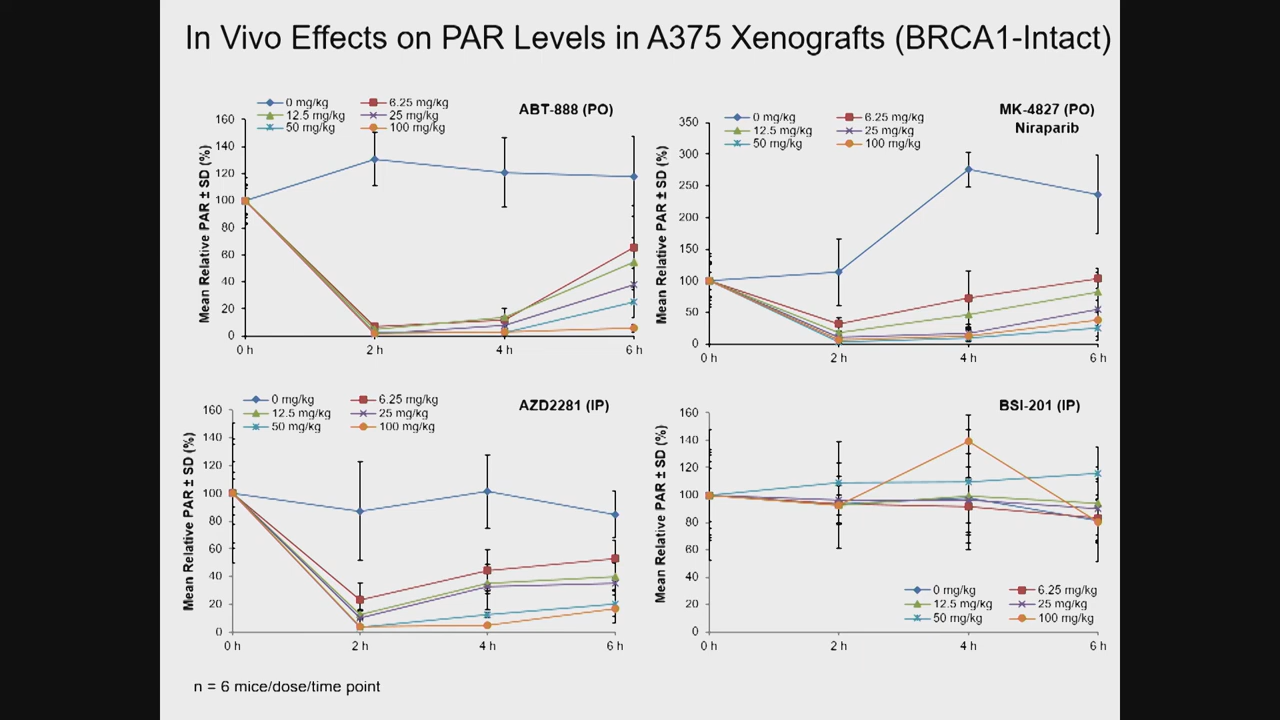 In Vivo Effects on PAR Levels in A375 Xenografts (BRCA1-Intact)
ABT-888 (PO)
0 mg/kg 6.25 mg/kg
12.5 mg/kg 25 mg/kg
50 mg/kg 100 mg/kg
Mean Relative PAR ± SD (%)
160
140
120
100
80
60
40
20
0
0 h 2 h 4 h 6 h
MK-4827 (PO)
Niraparib
0 mg/kg 6.25 mg/kg
12.5 mg/kg 25 mg/kg
50 mg/kg 100 mg/kg
Mean Relative PAR ± SD (%)
350
300
250
200
150
100
50
0
0 h 2 h 4 h 6 h
AZD2281 (IP)
0 mg/kg 6.25 mg/kg
12.5 mg/kg 25 mg/kg
50 mg/kg 100 mg/kg
Mean Relative PAR ± SD (%)
160
140
120
100
80
60
40
20
0
0 h 2 h 4 h 6 h
BSI-201 (IP)
Mean Relative PAR ± SD (%)
160
140
120
100
80
60
40
20
0
0 mg/kg 6.25 mg/kg
12.5 mg/kg 25 mg/kg
50 mg/kg 100 mg/kg
0 h 2 h 4 h 6 h
n = 6 mice/dose/time point